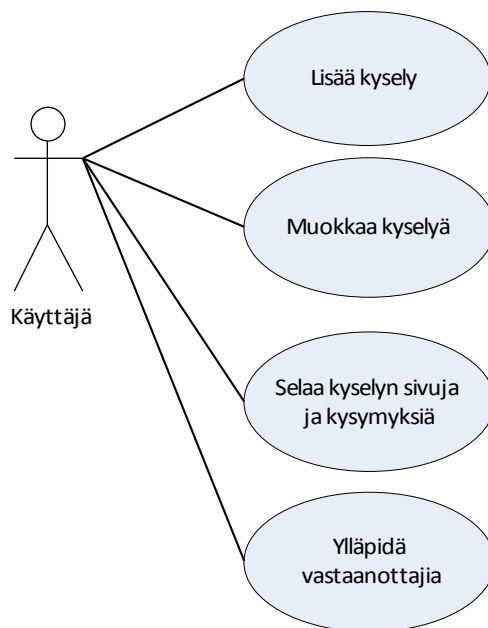 Lisää kysely
Muokkaa kyselyä
Käyttäjä
Selaa kyselyn sivuja
ja kysymyksiä
Ylläpidä
vastaanottajia